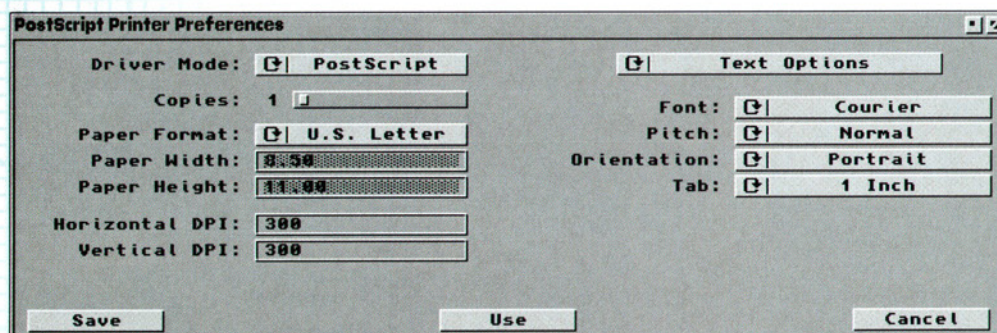 PostScript Printer Preferences
Driver Mode: PostScript
Copies: 1
Paper Format: U.S. Letter
Paper Width: 8.50
Paper Height: 11.00
Horizontal DPI: 300
Vertical DPI: 300
Text Options
Font: Courier
Pitch: Normal
Orientation: Portrait
Tab: 1 Inch
Save Use Cancel